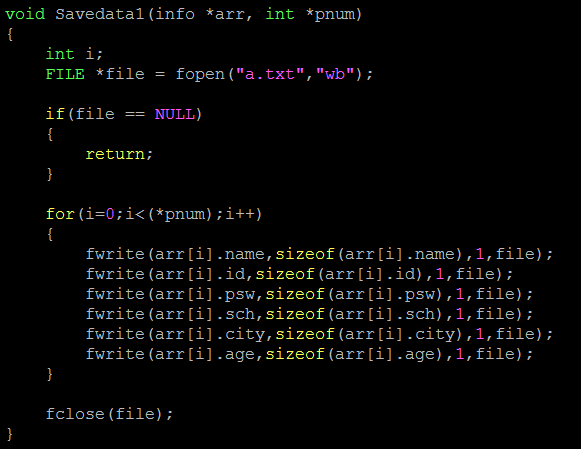 void Savedata1(info *arr, int *pnum)
{
    int i;
    FILE *file = fopen("a.txt","wb");

    if(file == NULL)
    {
        return;
    }

    for(i=0;i<(*pnum);i++)
    {
        fwrite(arr[i].name,sizeof(arr[i].name),1,file);
        fwrite(arr[i].id,sizeof(arr[i].id),1,file);
        fwrite(arr[i].psw,sizeof(arr[i].psw),1,file);
        fwrite(arr[i].sch,sizeof(arr[i].sch),1,file);
        fwrite(arr[i].city,sizeof(arr[i].city),1,file);
        fwrite(arr[i].age,sizeof(arr[i].age),1,file);
    }

    fclose(file);
}